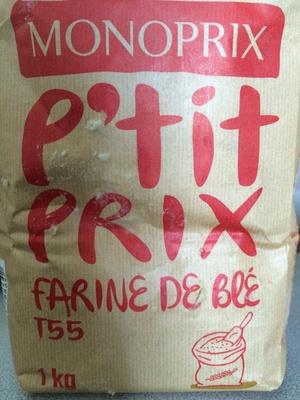 MONOPRIX
P'tit
PRIX
FARINE DE BLÉ
T55
1 kg